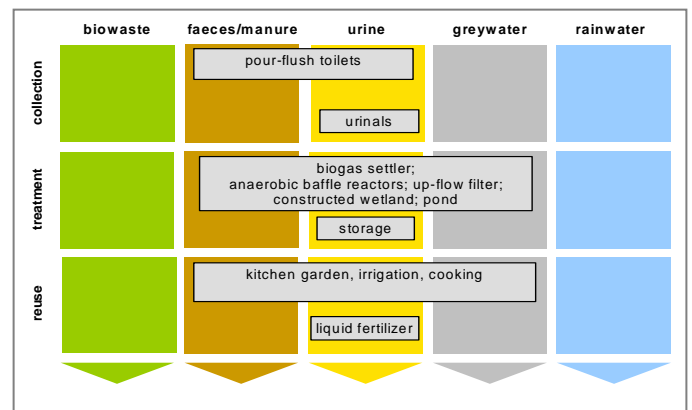 biowaste faeces/manure urine greywater rainwater
collection
pour-flush toilets
urinals
treatment
biogas settler;
anaerobic baffle reactors; up-flow filter;
constructed wetland; pond
storage
reuse
kitchen garden, irrigation, cooking
liquid fertilizer